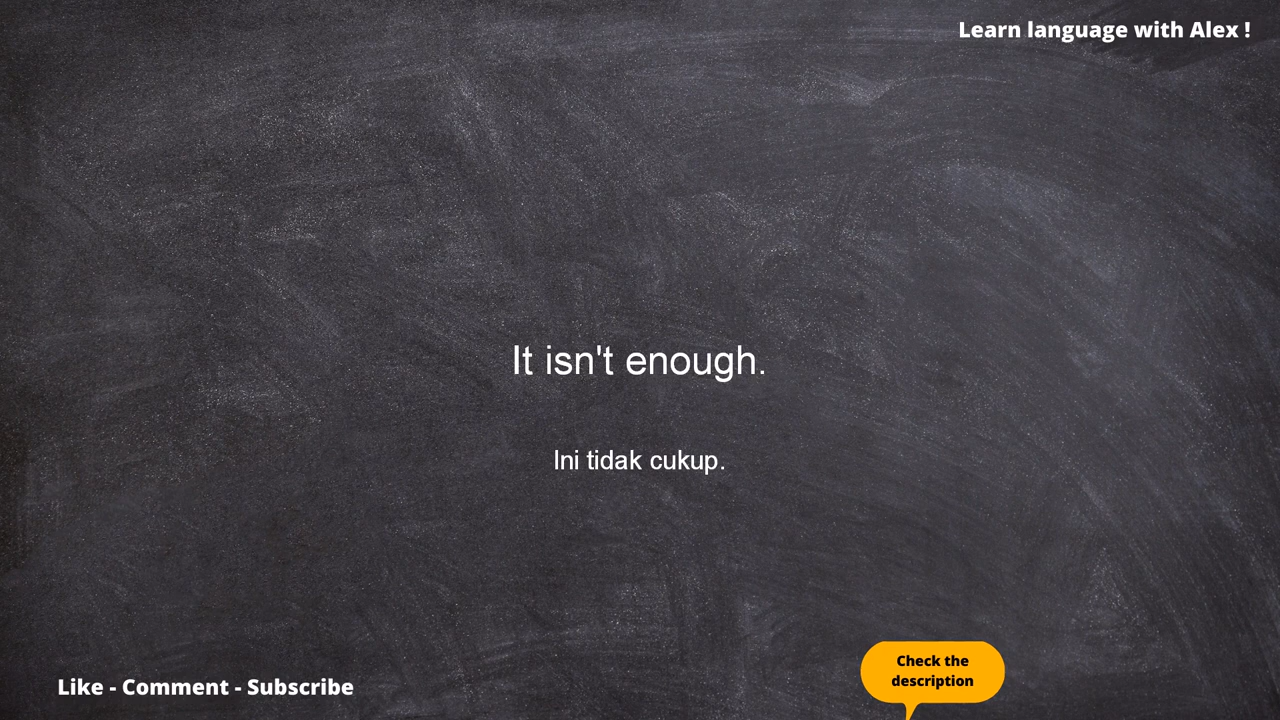 Learn language with Alex !
It isn't enough.
Ini tidak cukup.
Check the
description
Like - Comment - Subscribe